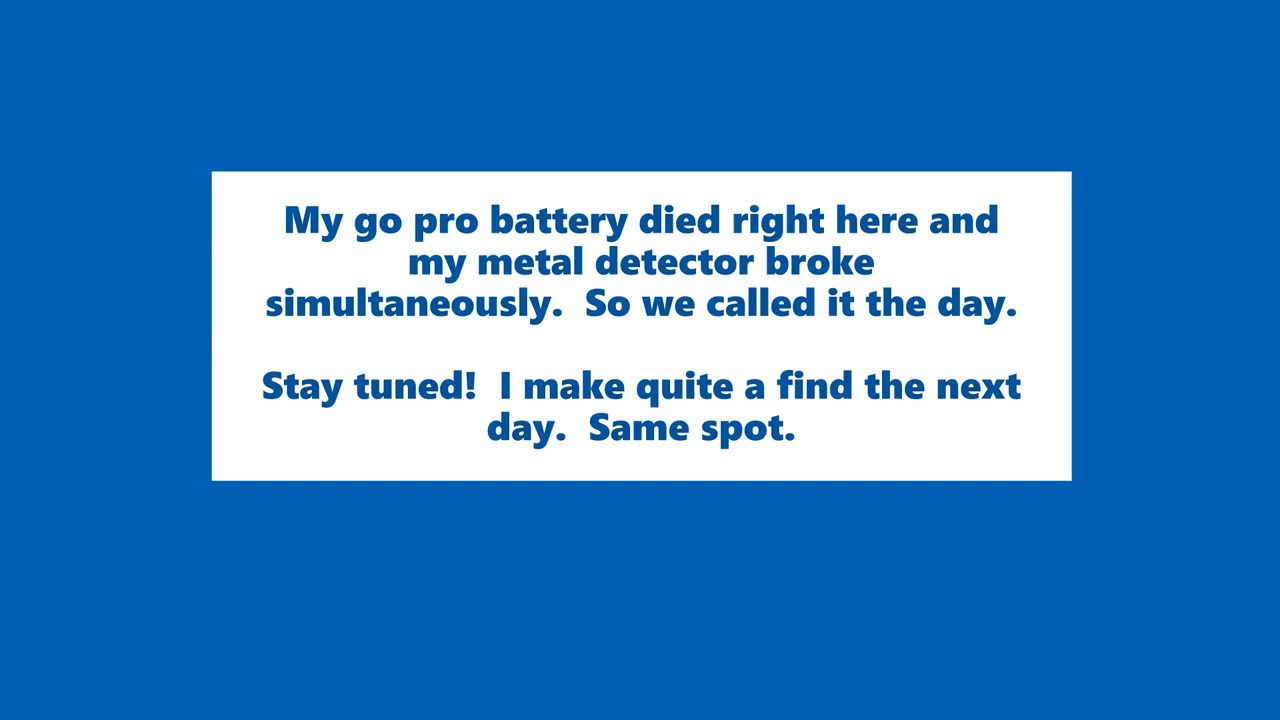 My go pro battery died right here and
my metal detector broke
simultaneously.  So we called it the day.
Stay tuned!  I make quite a find the next
day.  Same spot.